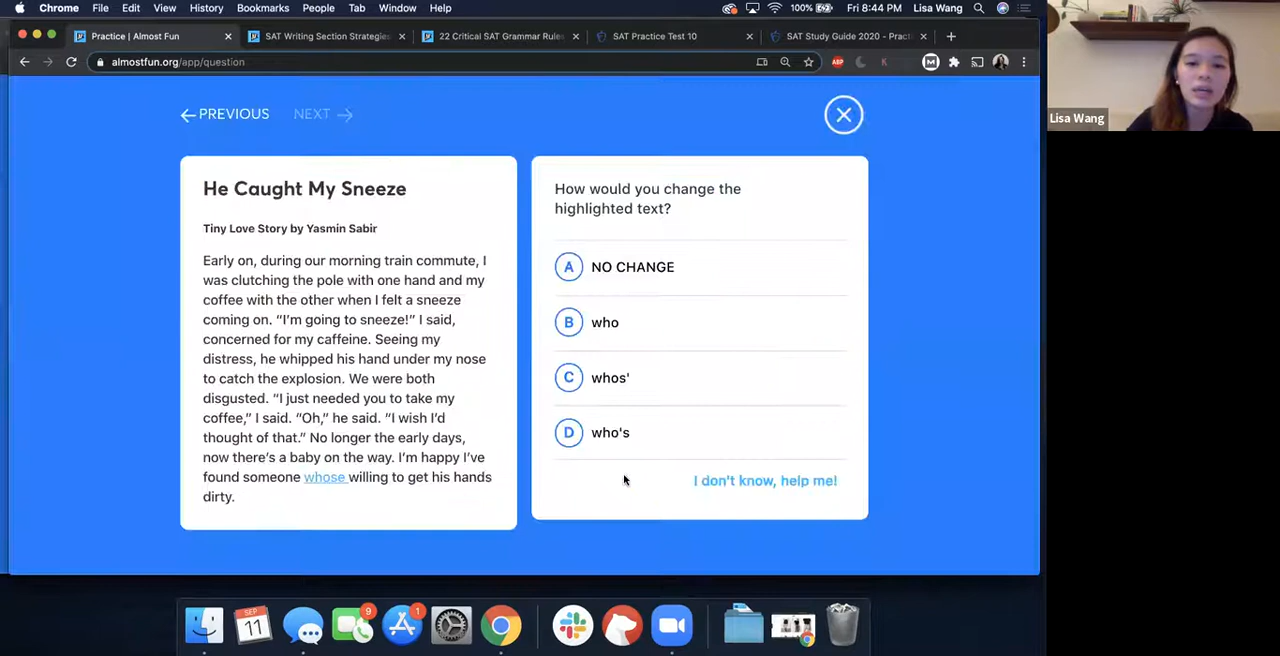 Chrome File Edit View History Bookmarks People Tab Window Help 100% Fri 8:44 PM Lisa Wang
Practice | Almost Fun
SAT Writing Section Strategies
22 Critical SAT Grammar Rules
SAT Practice Test 10
SAT Study Guide 2020 - Pract
almostfun.org/app/question
ABP
K
M
Lisa Wang
PREVIOUS
NEXT
He Caught My Sneeze
Tiny Love Story by Yasmin Sabir
Early on, during our morning train commute, I
was clutching the pole with one hand and my
coffee with the other when I felt a sneeze
coming on. “I’m going to sneeze!” I said,
concerned for my caffeine. Seeing my
distress, he whipped his hand under my nose
to catch the explosion. We were both
disgusted. “I just needed you to take my
coffee,” I said. “Oh,” he said. “I wish I’d
thought of that.” No longer the early days,
now there’s a baby on the way. I’m happy I’ve
found someone whose willing to get his hands
dirty.
How would you change the
highlighted text?
A NO CHANGE
B who
C whos'
D who's
I don't know, help me!
SEP
11
9
1